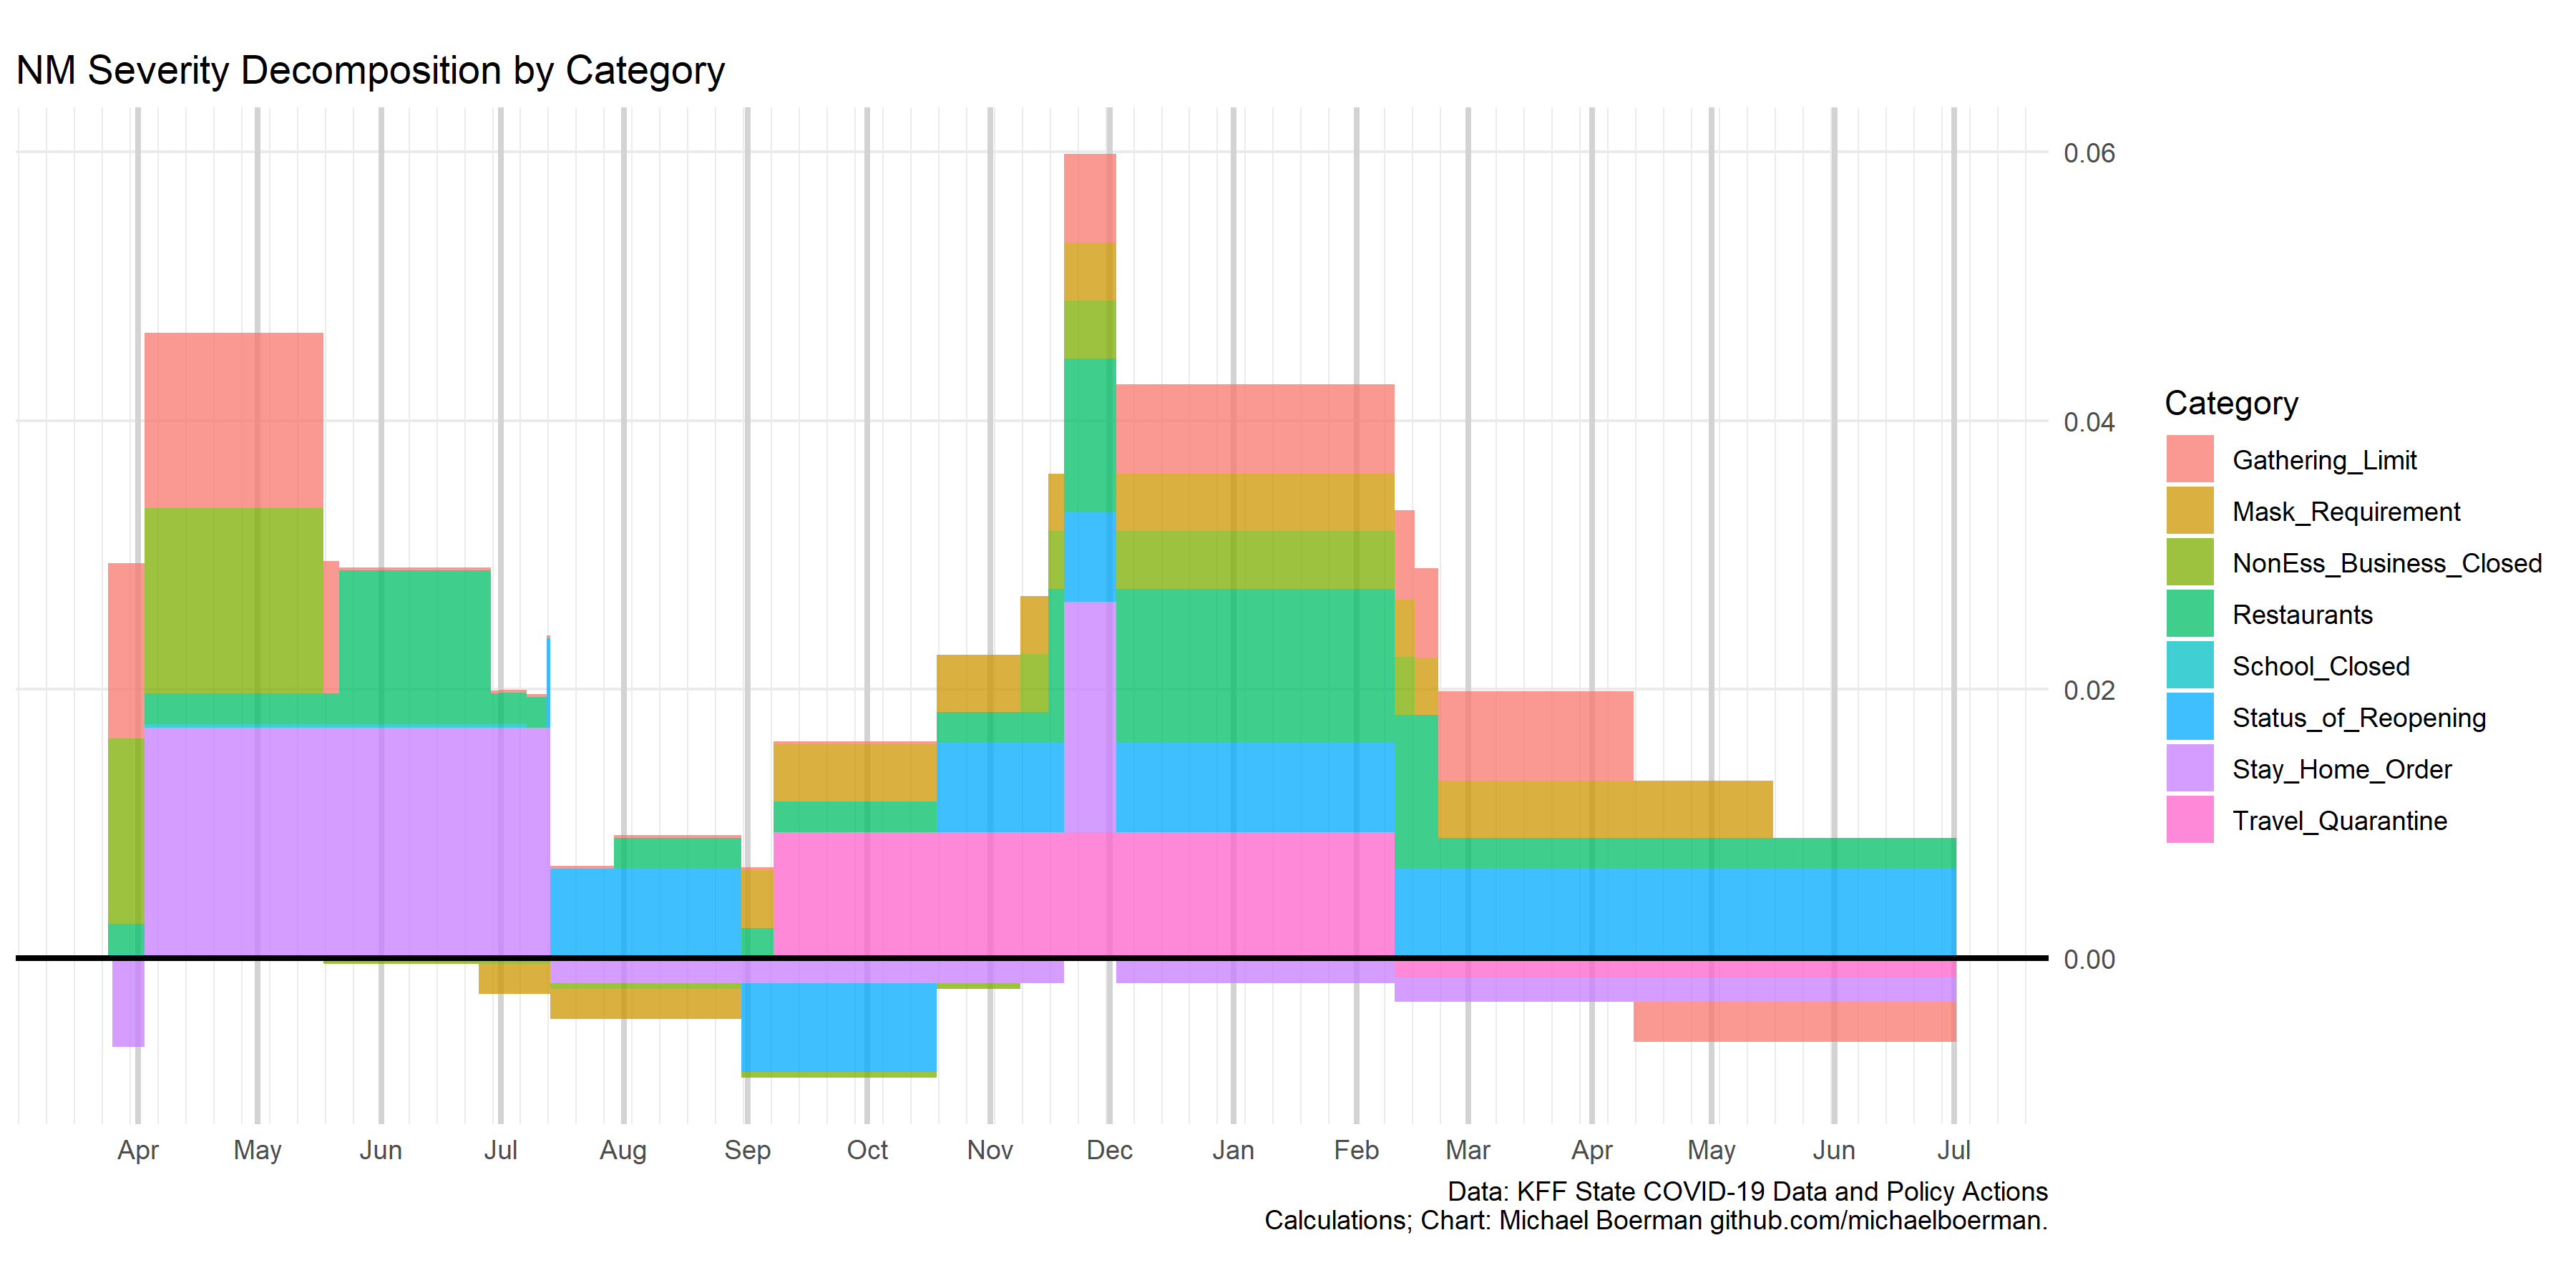 NM Severity Decomposition by Category
0.06
0.04
0.02
0.00
Category
Gathering_Limit
Mask_Requirement
NonEss_Business_Closed
Restaurants
School_Closed
Status_of_Reopening
Stay_Home_Order
Travel_Quarantine
Apr May Jun Jul Aug Sep Oct Nov Dec Jan Feb Mar Apr May Jun Jul
Data: KFF State COVID-19 Data and Policy Actions
Calculations; Chart: Michael Boerman github.com/michaelboerman.